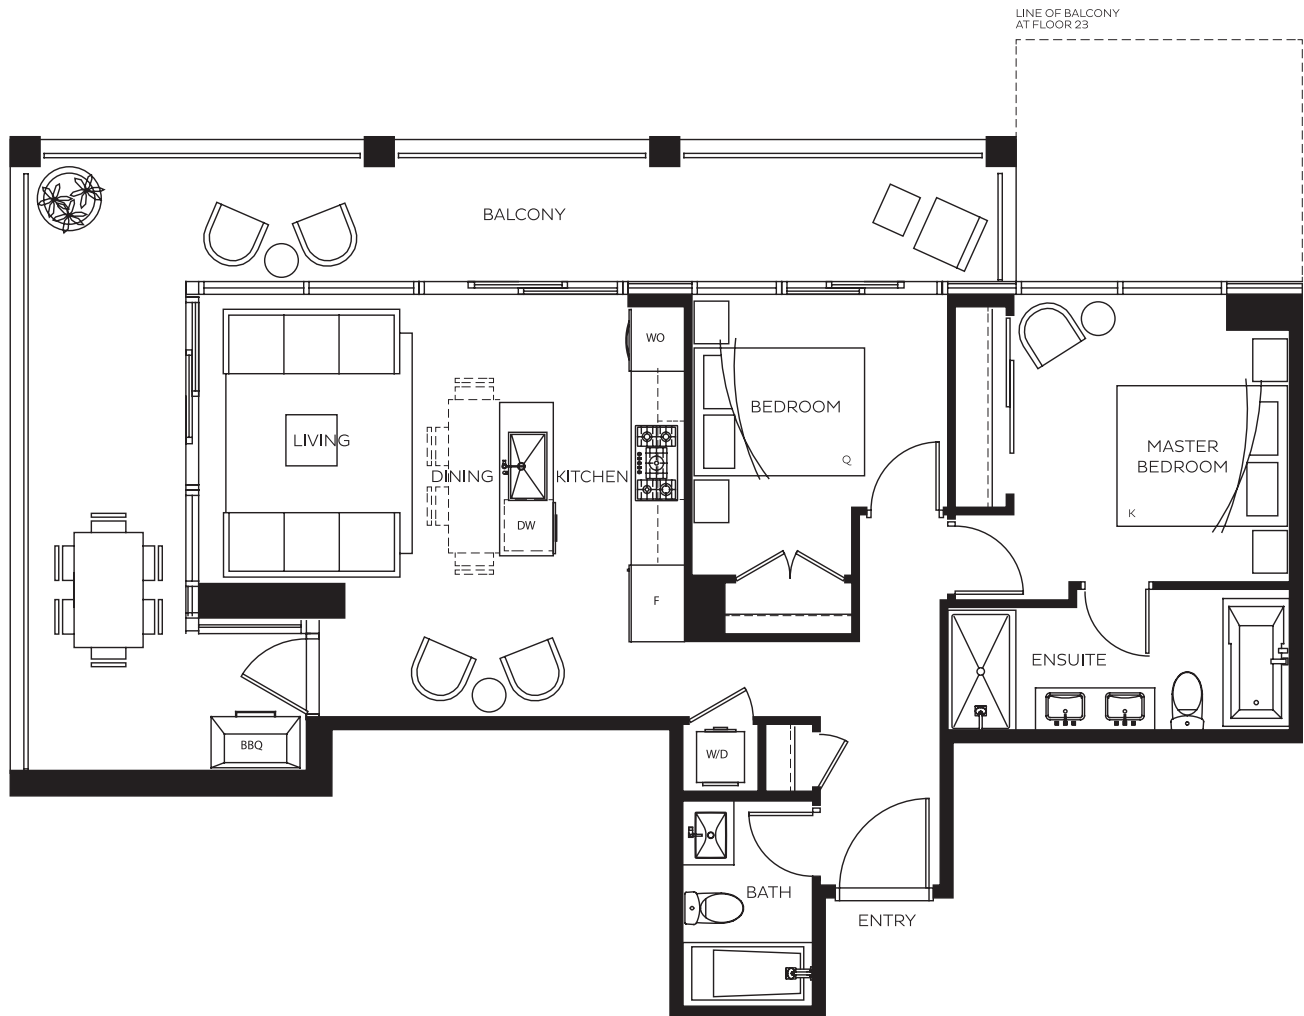 LINE OF BALCONY
AT FLOOR 23
BALCONY
WO
BEDROOM
LIVING
MASTER
BEDROOM
Q
DINING
KITCHEN
K
DW
F
ENSUITE
BBQ
W/D
BATH
ENTRY